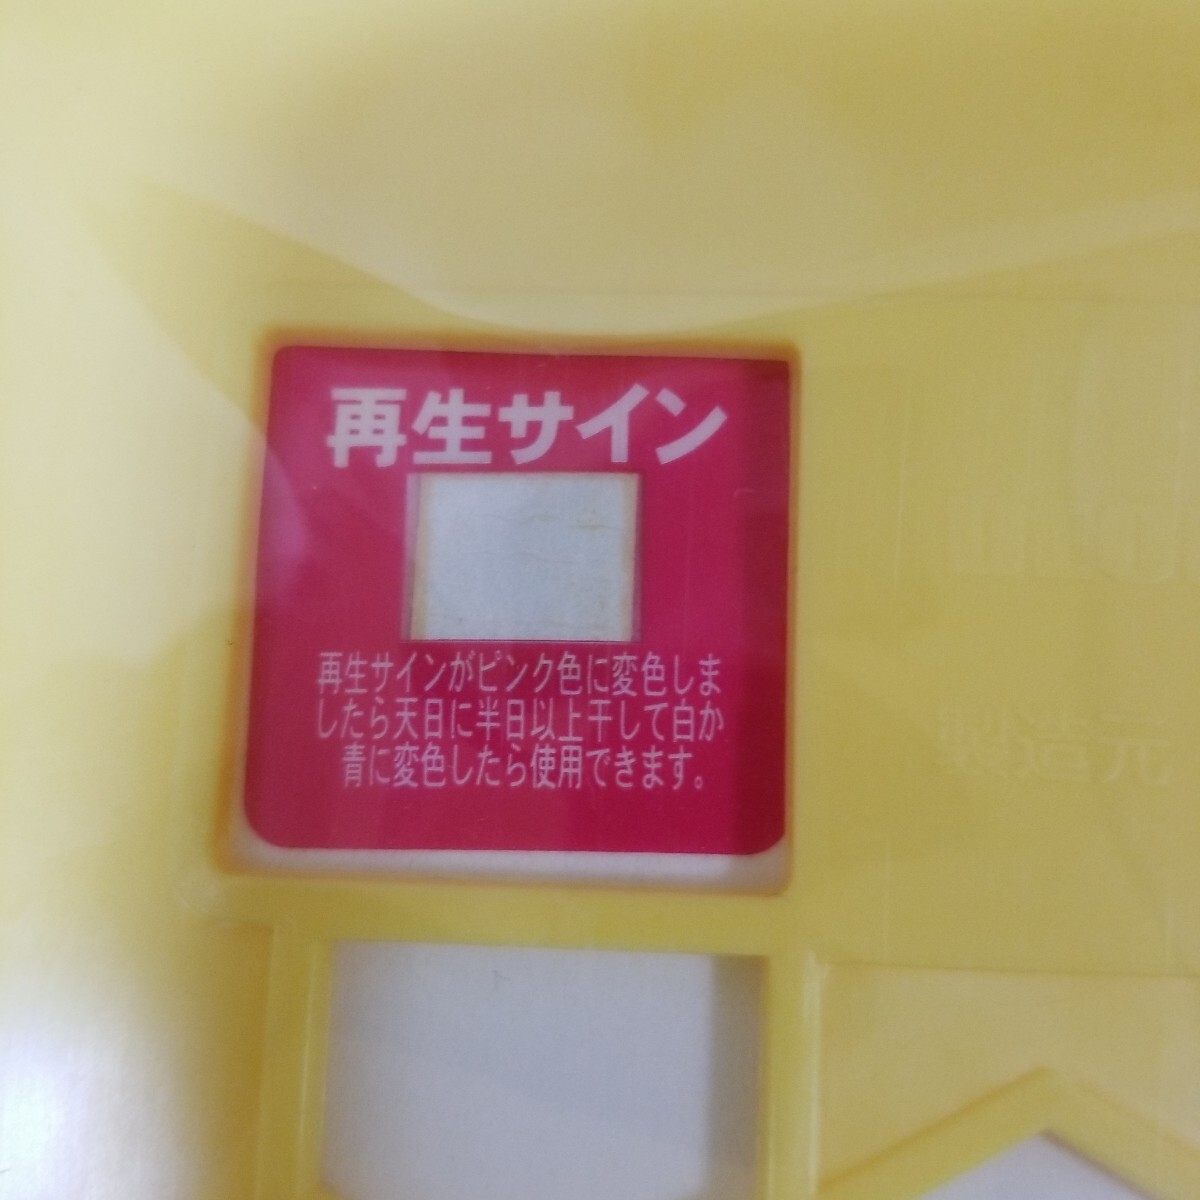 再生サイン
再生サインがピンク色に変色しま
したら天日に半日以上干して白か
青に変色したら使用できます。
製造元